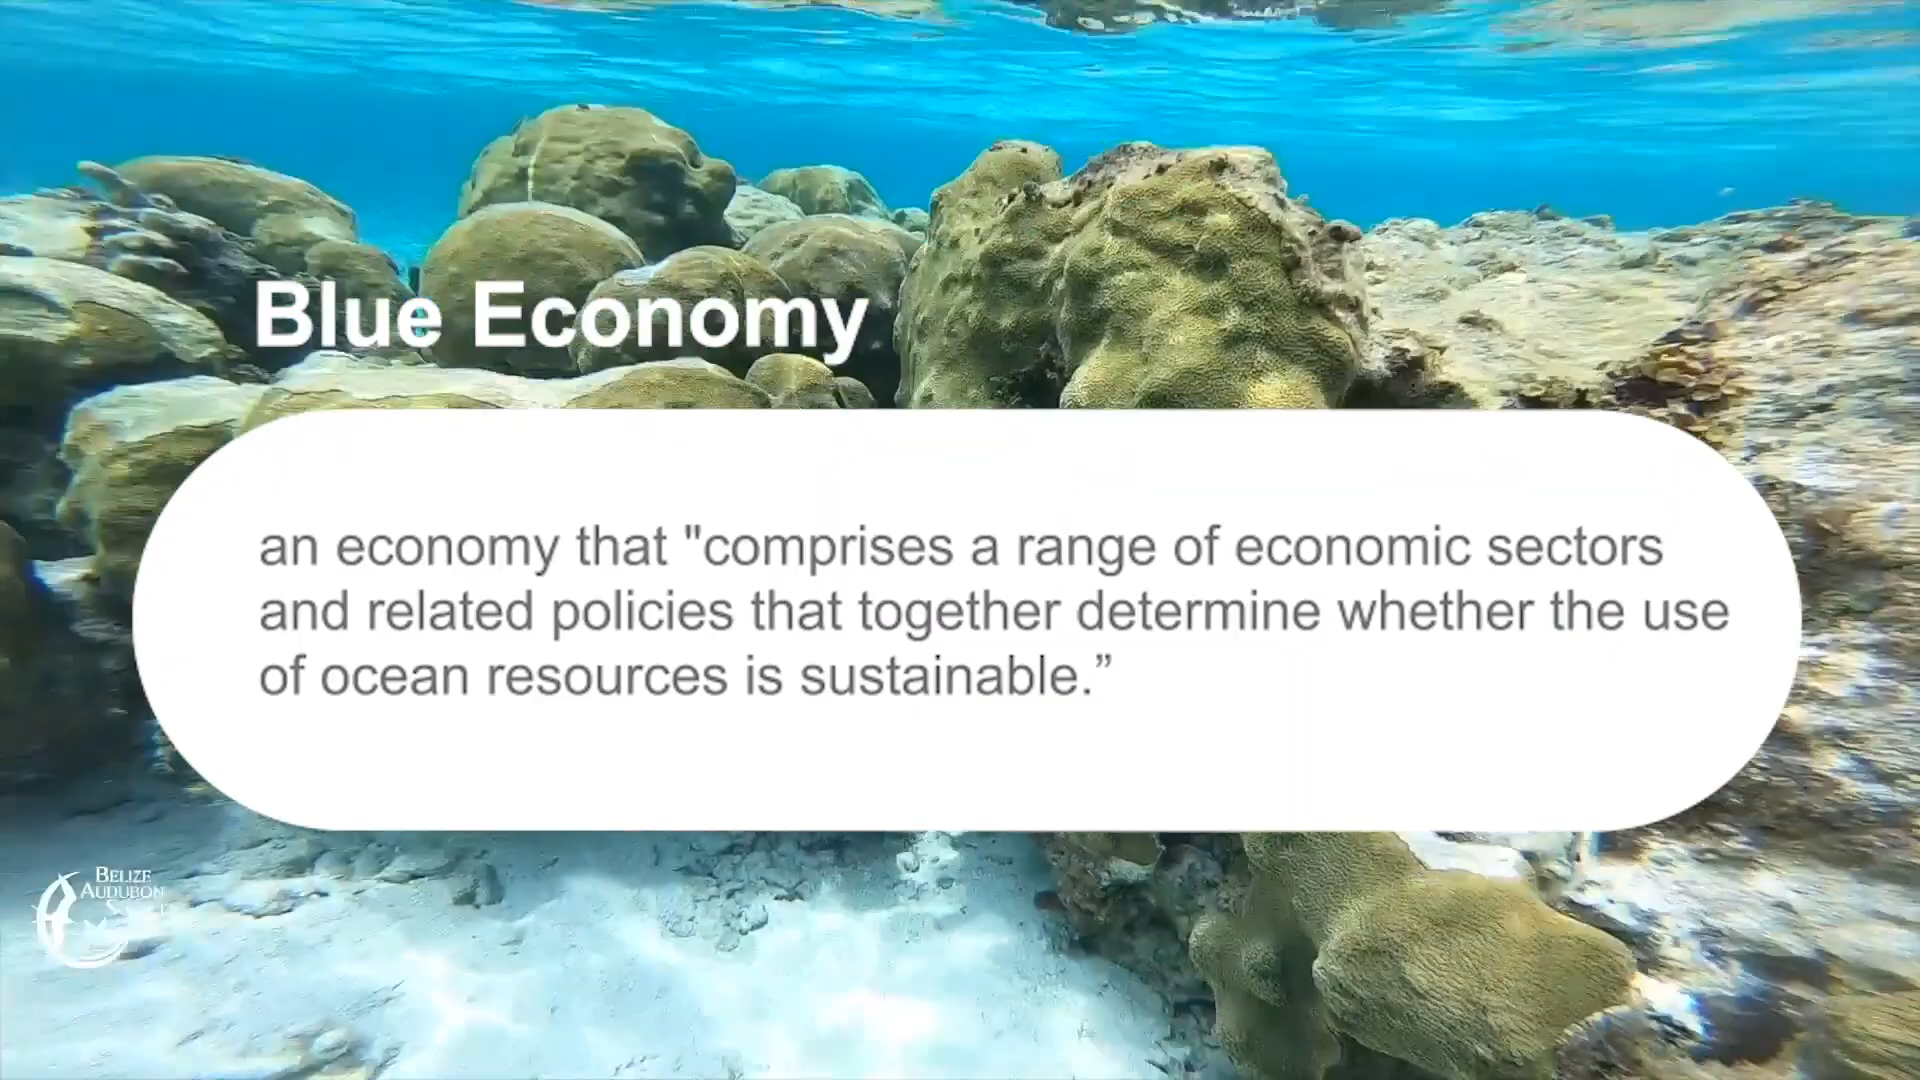 Blue Economy
an economy that "comprises a range of economic sectors
and related policies that together determine whether the use
of ocean resources is sustainable.”
BELIZE
AUDUBON